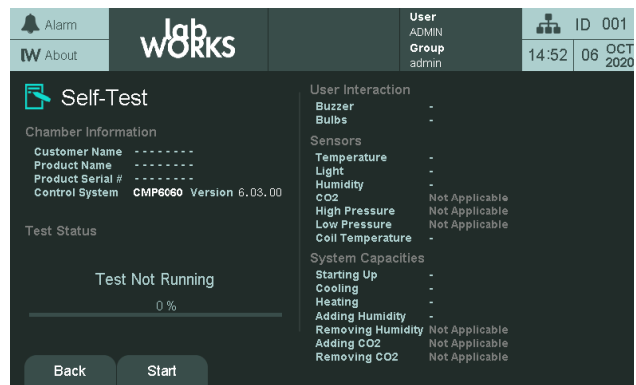 Alarm
IW About
lab
WORKS
User
ADMIN
Group
admin
ID 001
14:52
06 OCT 2020
Self-Test
Chamber Information
Customer Name - - - - - - - -
Product Name - - - - - - - -
Product Serial # - - - - - - - -
Control System CMP6060 Version 6.03.00
Test Status
Test Not Running
0 %
Back
Start
User Interaction
Buzzer -
Bulbs -
Sensors
Temperature -
Light -
Humidity -
CO2 Not Applicable
High Pressure Not Applicable
Low Pressure Not Applicable
Coil Temperature -
System Capacities
Starting Up -
Cooling -
Heating -
Adding Humidity -
Removing Humidity Not Applicable
Adding CO2 Not Applicable
Removing CO2 Not Applicable